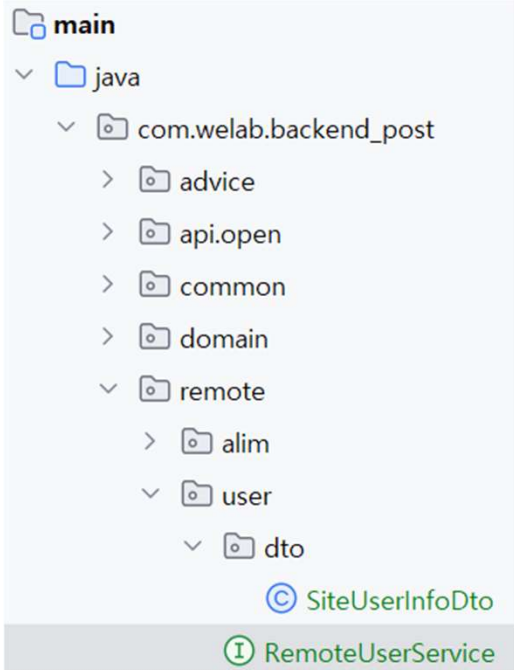 main
java
com.welab.backend_post
advice
api.open
common
domain
remote
alim
user
dto
C SiteUserInfoDto
I RemoteUserService